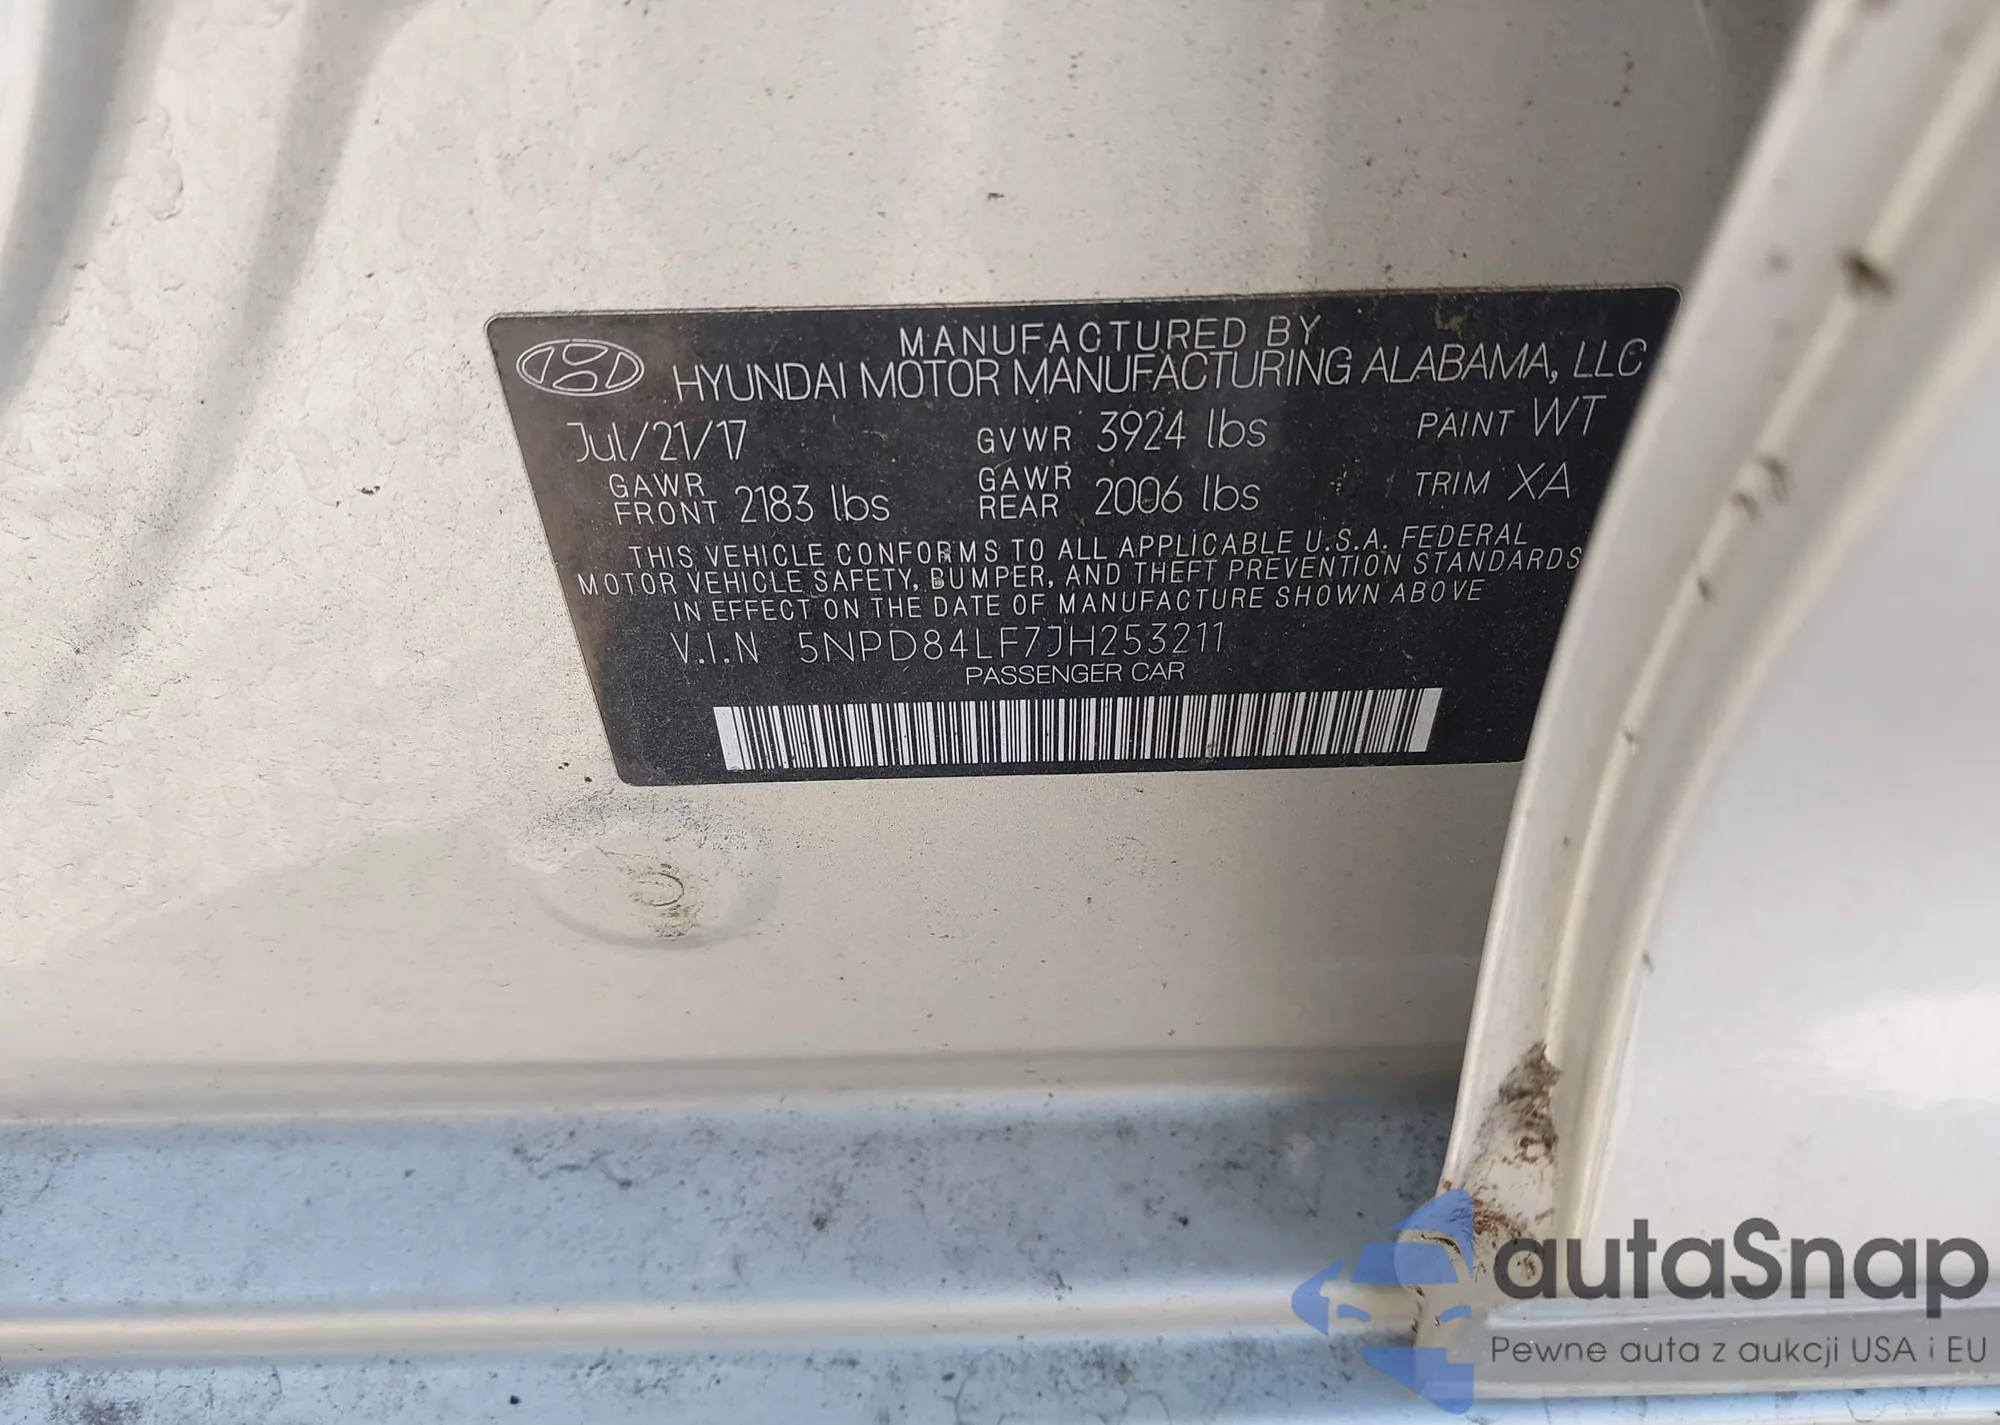 MANUFACTURED BY
HYUNDAI MOTOR MANUFACTURING ALABAMA, LLC
Jul/21/17 GVWR 3924 lbs PAINT WT
GAWR FRONT 2183 lbs GAWR REAR 2006 lbs TRIM XA
THIS VEHICLE CONFORMS TO ALL APPLICABLE U.S.A. FEDERAL
MOTOR VEHICLE SAFETY, BUMPER, AND THEFT PREVENTION STANDARDS
IN EFFECT ON THE DATE OF MANUFACTURE SHOWN ABOVE
V.I.N 5NPD84LF7JH253211
PASSENGER CAR
autaSnap
Pewne auta z aukcji USA i EU